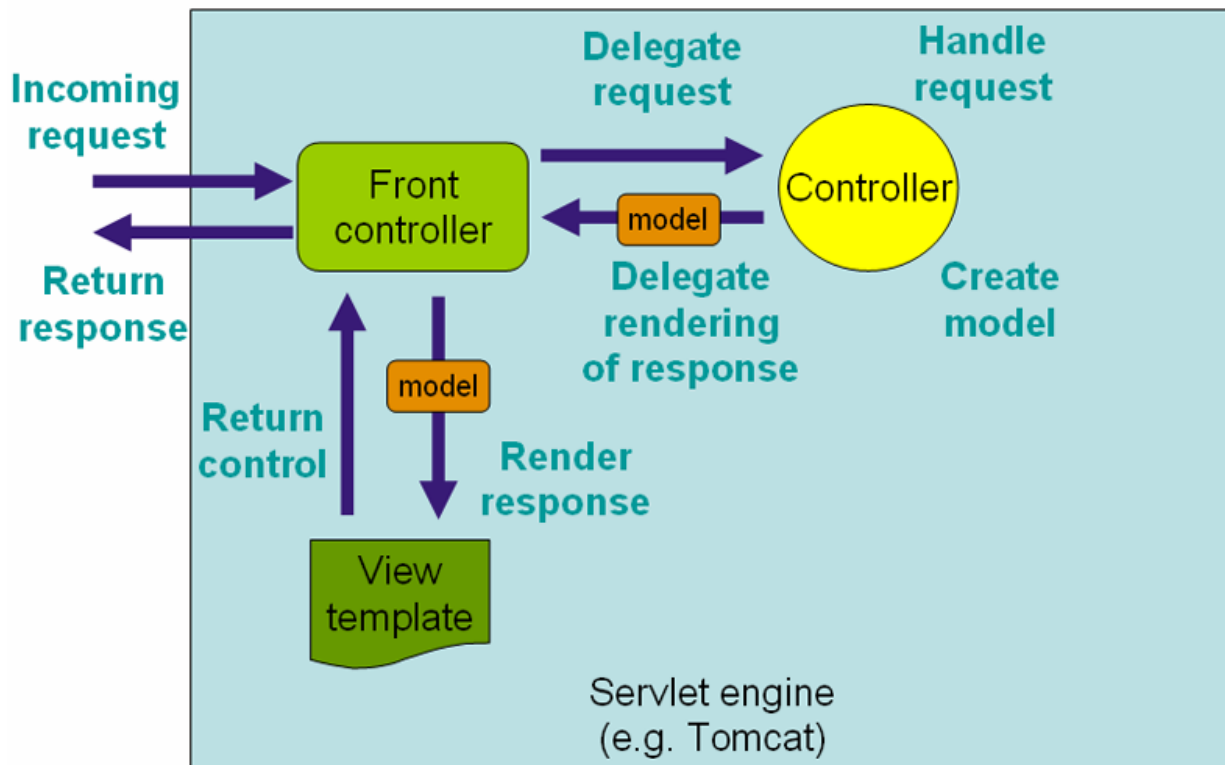 Incoming
request
Delegate
request
Handle
request
Front
controller
Controller
model
Return
response
Delegate
rendering
of response
Create
model
model
Return
control
Render
response
View
template
Servlet engine
(e.g. Tomcat)